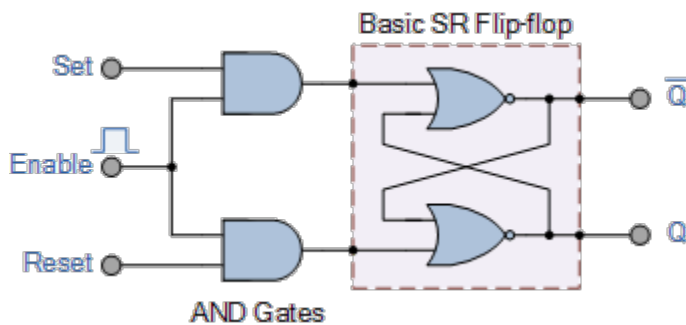 Basic SR Flip-flop
Set
Q̅
Enable
Q
Reset
AND Gates